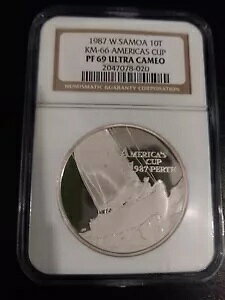 1987 W.SAMOA 10T
KM-66 AMERICAS CUP
PF 69 ULTRA CAMEO
2047078-020
NUMISMATIC GUARANTY CORPORATION
AMERICA'S
CUP
1987 PERTH